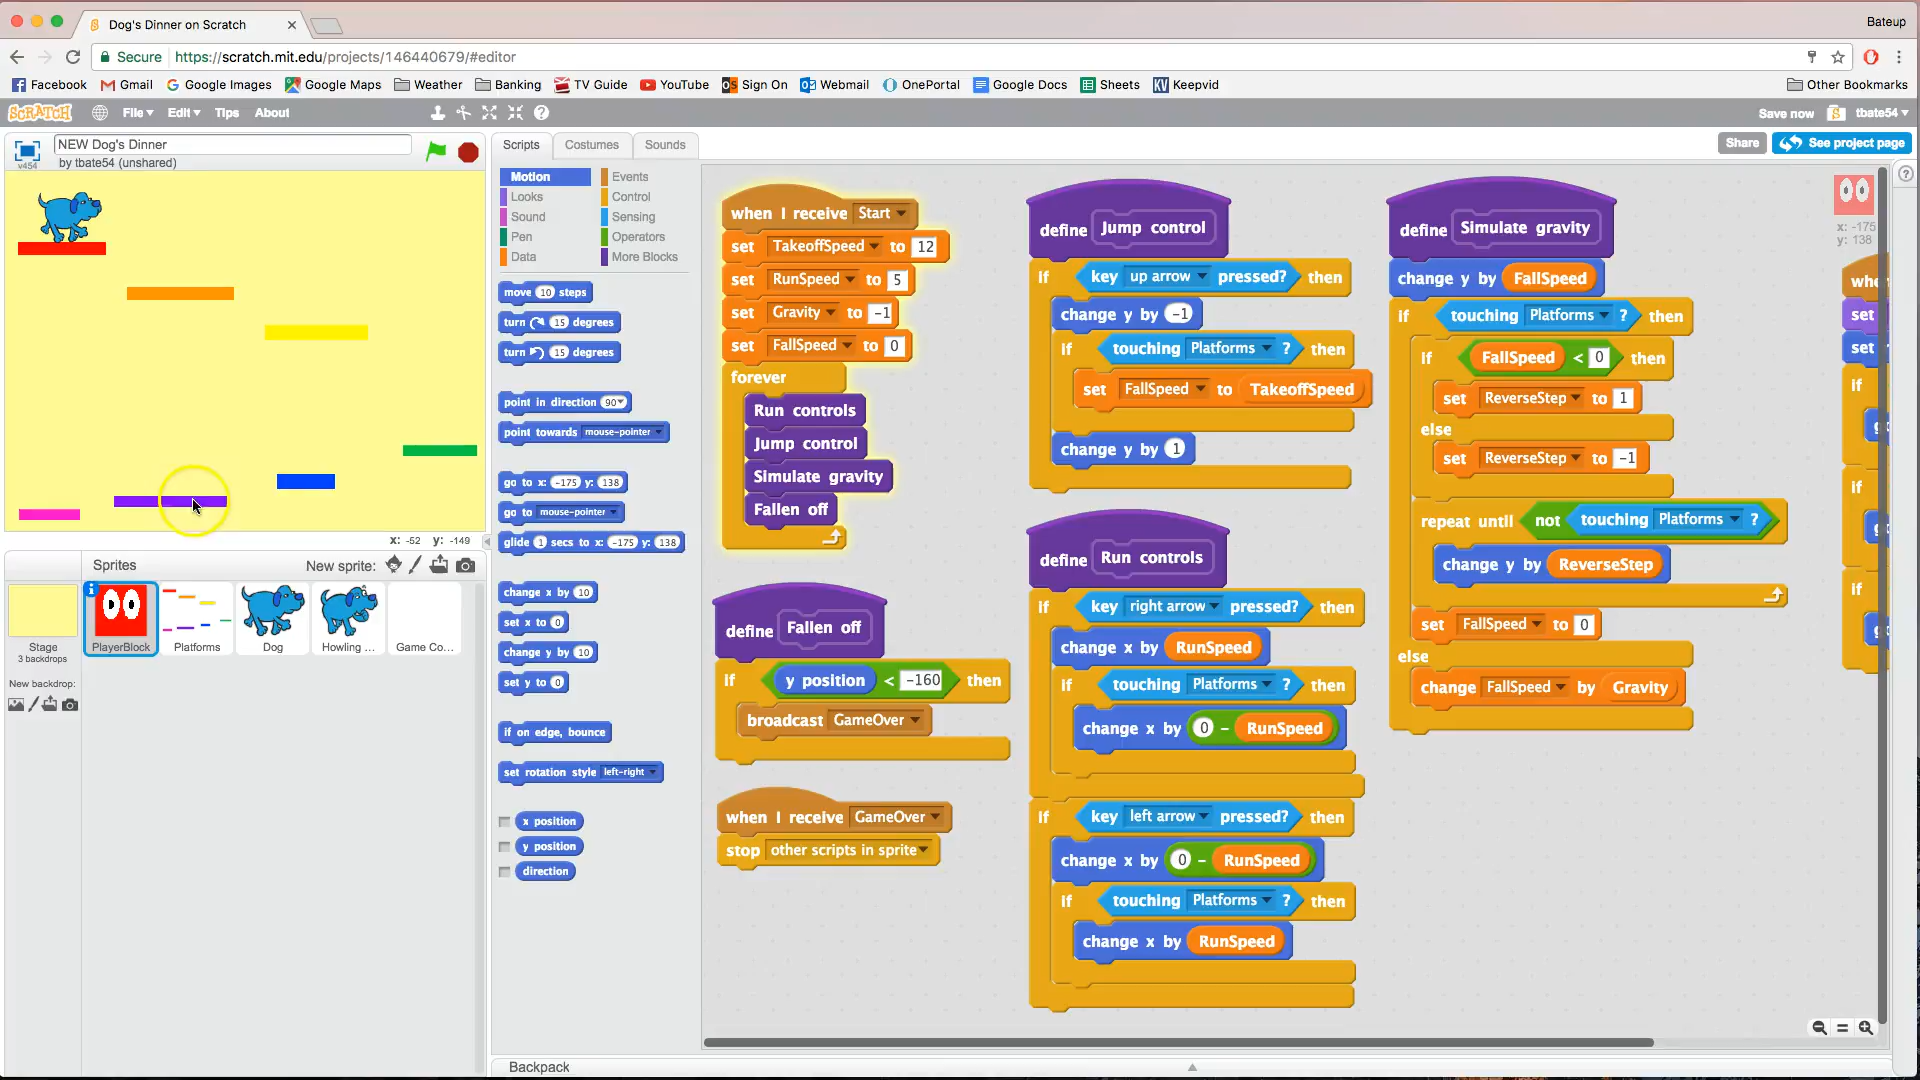 Dog's Dinner on Scratch
Bateup
Secure https://scratch.mit.edu/projects/146440679/#editor
Facebook Gmail Google Images Google Maps Weather Banking TV Guide YouTube Sign On Webmail OnePortal Google Docs Sheets Keepvid Other Bookmarks
SCRATCH File Edit Tips About Save now tbate54
NEW Dog's Dinner
by tbate54 (unshared)
v454
Scripts Costumes Sounds
Share See project page
Motion Events
Looks Control
Sound Sensing
Pen Operators
Data More Blocks
move 10 steps
turn 15 degrees
turn 15 degrees
point in direction 90
point towards mouse-pointer
go to x: -175 y: 138
go to mouse-pointer
glide 1 secs to x: -175 y: 138
change x by 10
set x to 0
change y by 10
set y to 0
if on edge, bounce
set rotation style left-right
x position
y position
direction
x: -52 y: -149
Sprites New sprite:
Stage
3 backdrops
New backdrop:
PlayerBlock
Platforms
Dog
Howling ...
Game Co...
when I receive Start
set TakeoffSpeed to 12
set RunSpeed to 5
set Gravity to -1
set FallSpeed to 0
forever
Run controls
Jump control
Simulate gravity
Fallen off
define Fallen off
if y position < -160 then
broadcast GameOver
when I receive GameOver
stop other scripts in sprite
define Jump control
if key up arrow pressed? then
change y by -1
if touching Platforms ? then
set FallSpeed to TakeoffSpeed
change y by 1
define Run controls
if key right arrow pressed? then
change x by RunSpeed
if touching Platforms ? then
change x by 0 - RunSpeed
if key left arrow pressed? then
change x by 0 - RunSpeed
if touching Platforms ? then
change x by RunSpeed
define Simulate gravity
change y by FallSpeed
if touching Platforms ? then
if FallSpeed < 0 then
set ReverseStep to 1
else
set ReverseStep to -1
repeat until not touching Platforms ?
change y by ReverseStep
set FallSpeed to 0
else
change FallSpeed by Gravity
x: -175
y: 138
set
set
if
if
if
Backpack